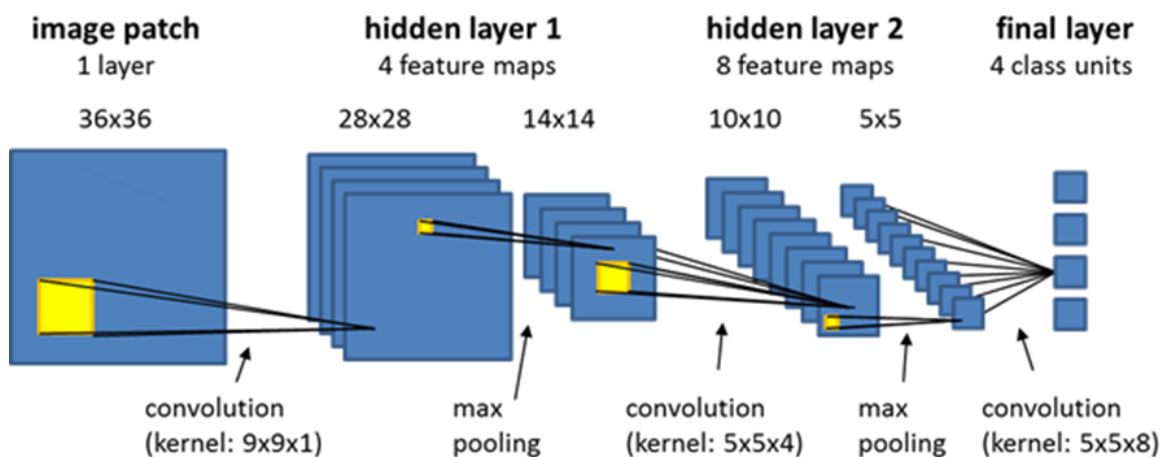 image patch
1 layer
36x36
hidden layer 1
4 feature maps
28x28
14x14
hidden layer 2
8 feature maps
10x10
5x5
final layer
4 class units
convolution
(kernel: 9x9x1)
max
pooling
convolution
(kernel: 5x5x4)
max
pooling
convolution
(kernel: 5x5x8)